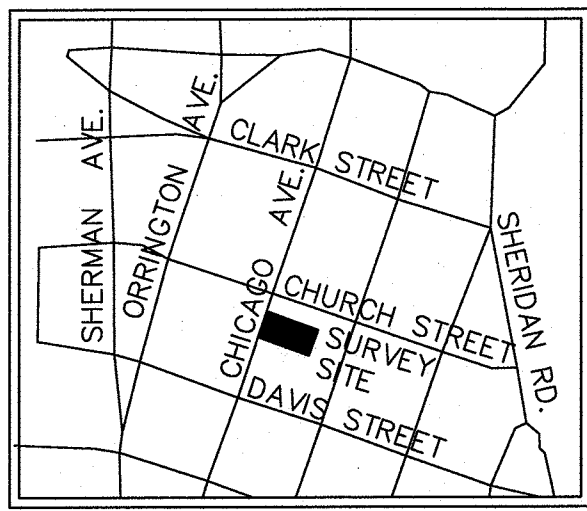 CLARK STREET
SHERMAN AVE.
ORRINGTON AVE.
CHICAGO AVE.
CHURCH STREET
SHERIDAN RD.
SURVEY
SITE
DAVIS STREET